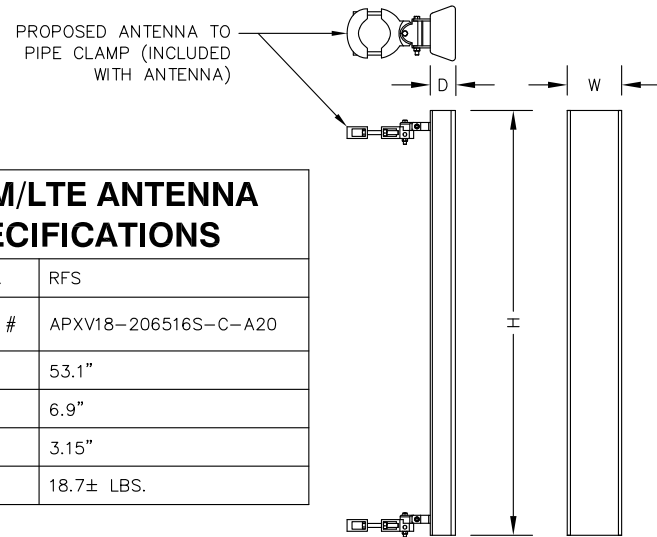 PROPOSED ANTENNA TO
PIPE CLAMP (INCLUDED
WITH ANTENNA)
D
W
H
M/LTE ANTENNA
ECIFICATIONS
RFS
# APXV18-206516S-C-A20
53.1"
6.9"
3.15"
18.7± LBS.